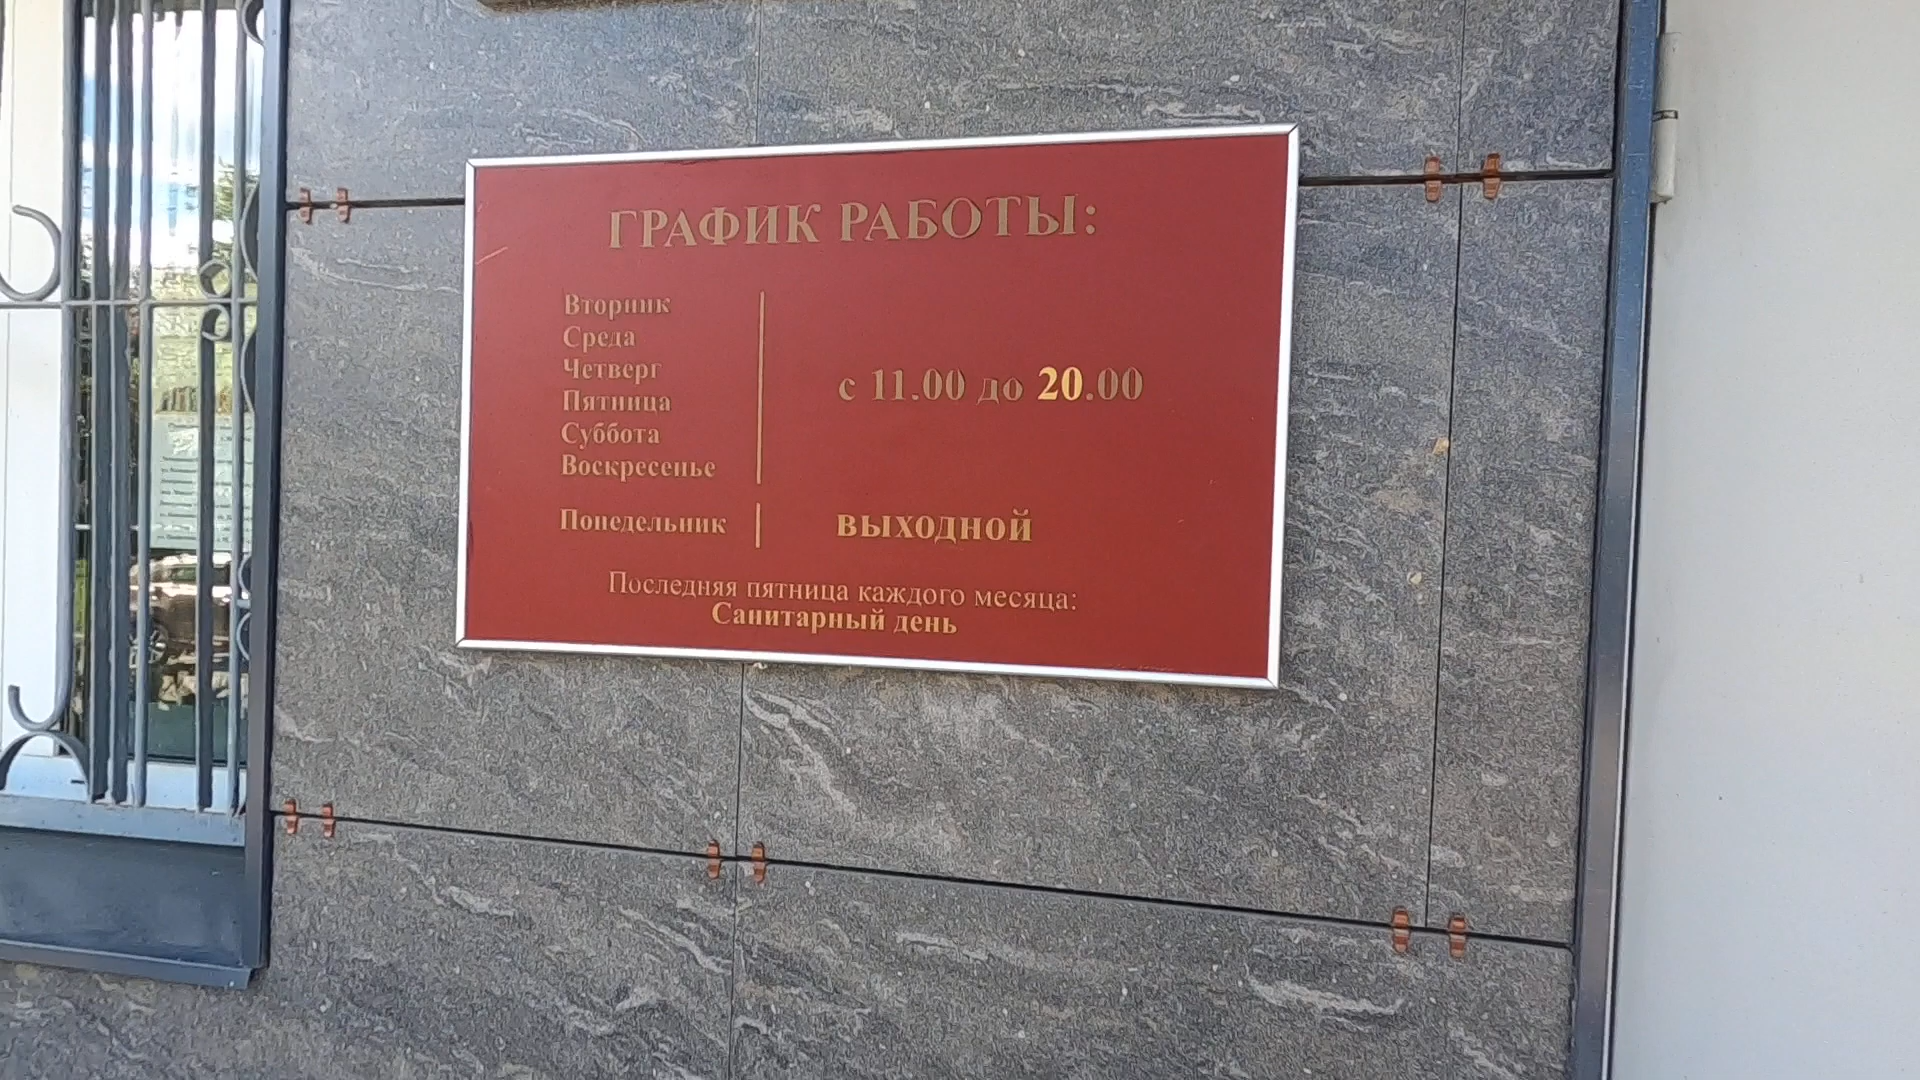 ГРАФИК РАБОТЫ:
Вторник
Среда
Четверг
Пятница
Суббота
Воскресенье
с 11.00 до 20.00
Понедельник
ВЫХОДНОЙ
Последняя пятница каждого месяца:
Санитарный день